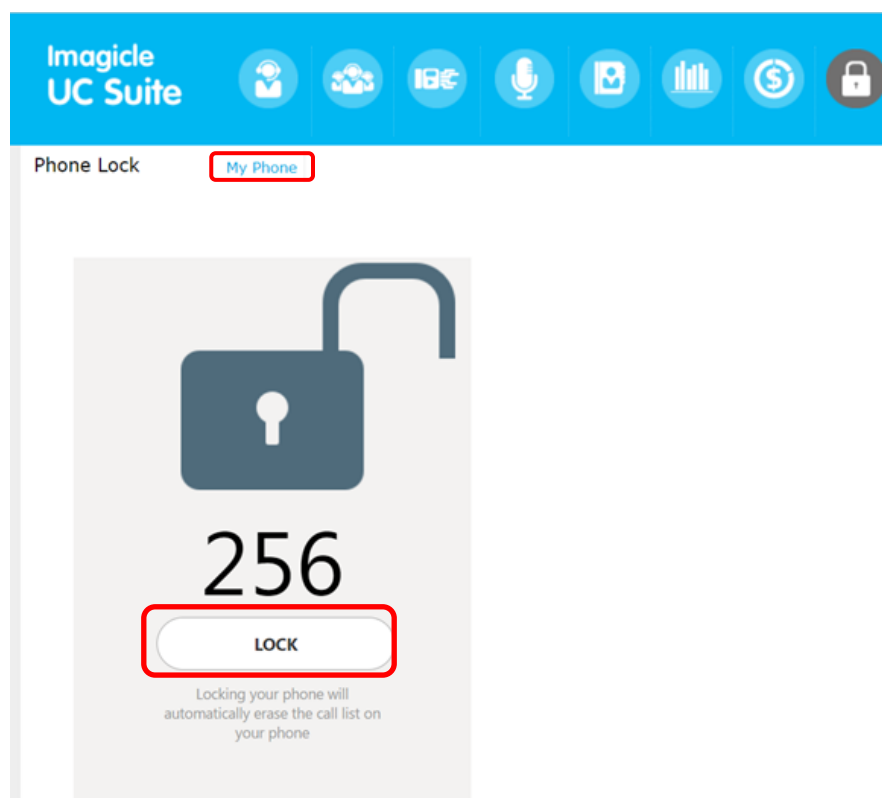 Imagicle
UC Suite
Phone Lock
My Phone
256
LOCK
Locking your phone will
automatically erase the call list on
your phone